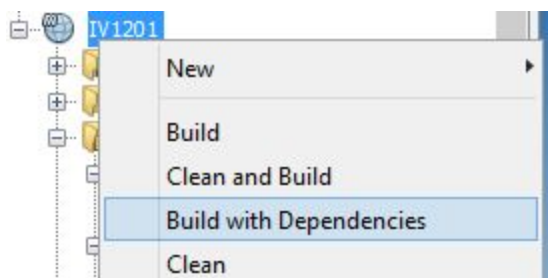 IV1201
New
Build
Clean and Build
Build with Dependencies
Clean